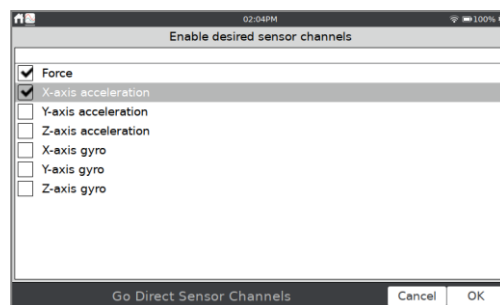 02:04PM 100%
Enable desired sensor channels
Force
X-axis acceleration
Y-axis acceleration
Z-axis acceleration
X-axis gyro
Y-axis gyro
Z-axis gyro
Go Direct Sensor Channels Cancel OK